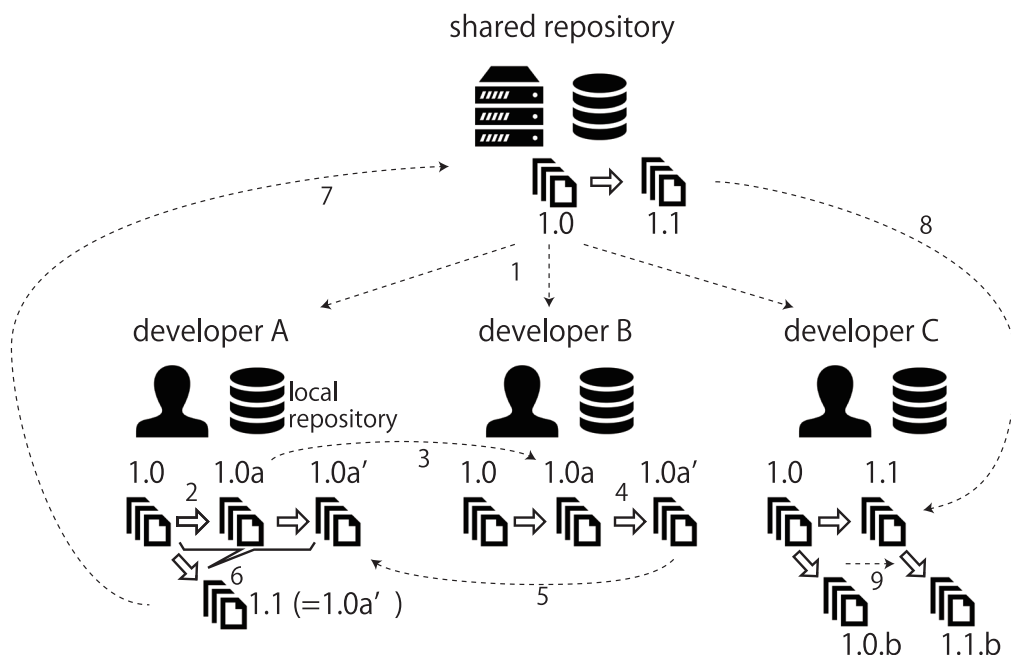 shared repository
7
1.0
1.1
8
1
developer A
developer B
developer C
local
repository
1.0
1.0a
1.0a’
3
1.0
1.0a
1.0a’
1.0
1.1
2
4
6
5
9
1.1 (=1.0a’ )
1.0.b
1.1.b